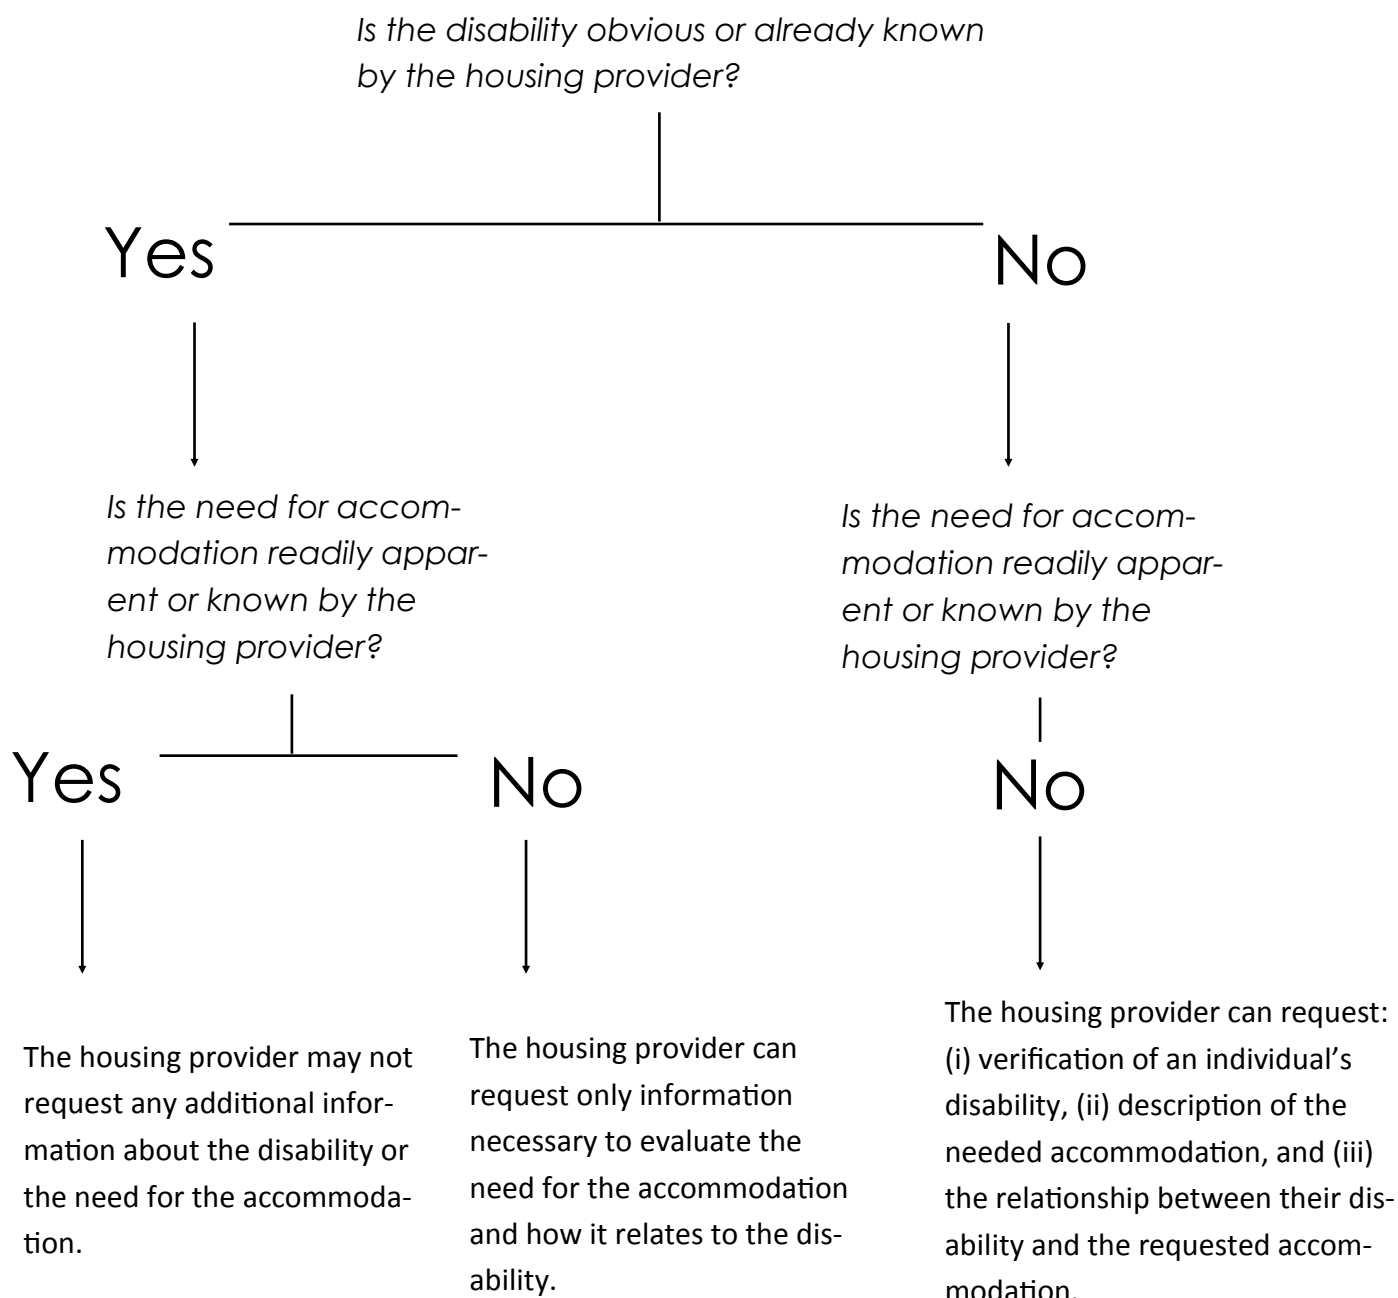 Is the disability obvious or already known
by the housing provider?
Yes
No
Is the need for accom-
modation readily appar-
ent or known by the
housing provider?
Is the need for accom-
modation readily appar-
ent or known by the
housing provider?
Yes
No
No
The housing provider may not
request any additional infor-
mation about the disability or
the need for the accommoda-
tion.
The housing provider can
request only information
necessary to evaluate the
need for the accommodation
and how it relates to the dis-
ability.
The housing provider can request:
(i) verification of an individual’s
disability, (ii) description of the
needed accommodation, and (iii)
the relationship between their dis-
ability and the requested accom-
modation.